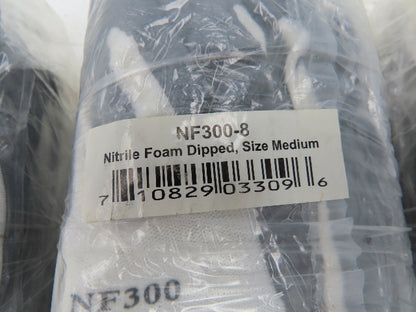 NF300-8
Nitrile Foam Dipped, Size Medium
7 10829 03309 6
NF300